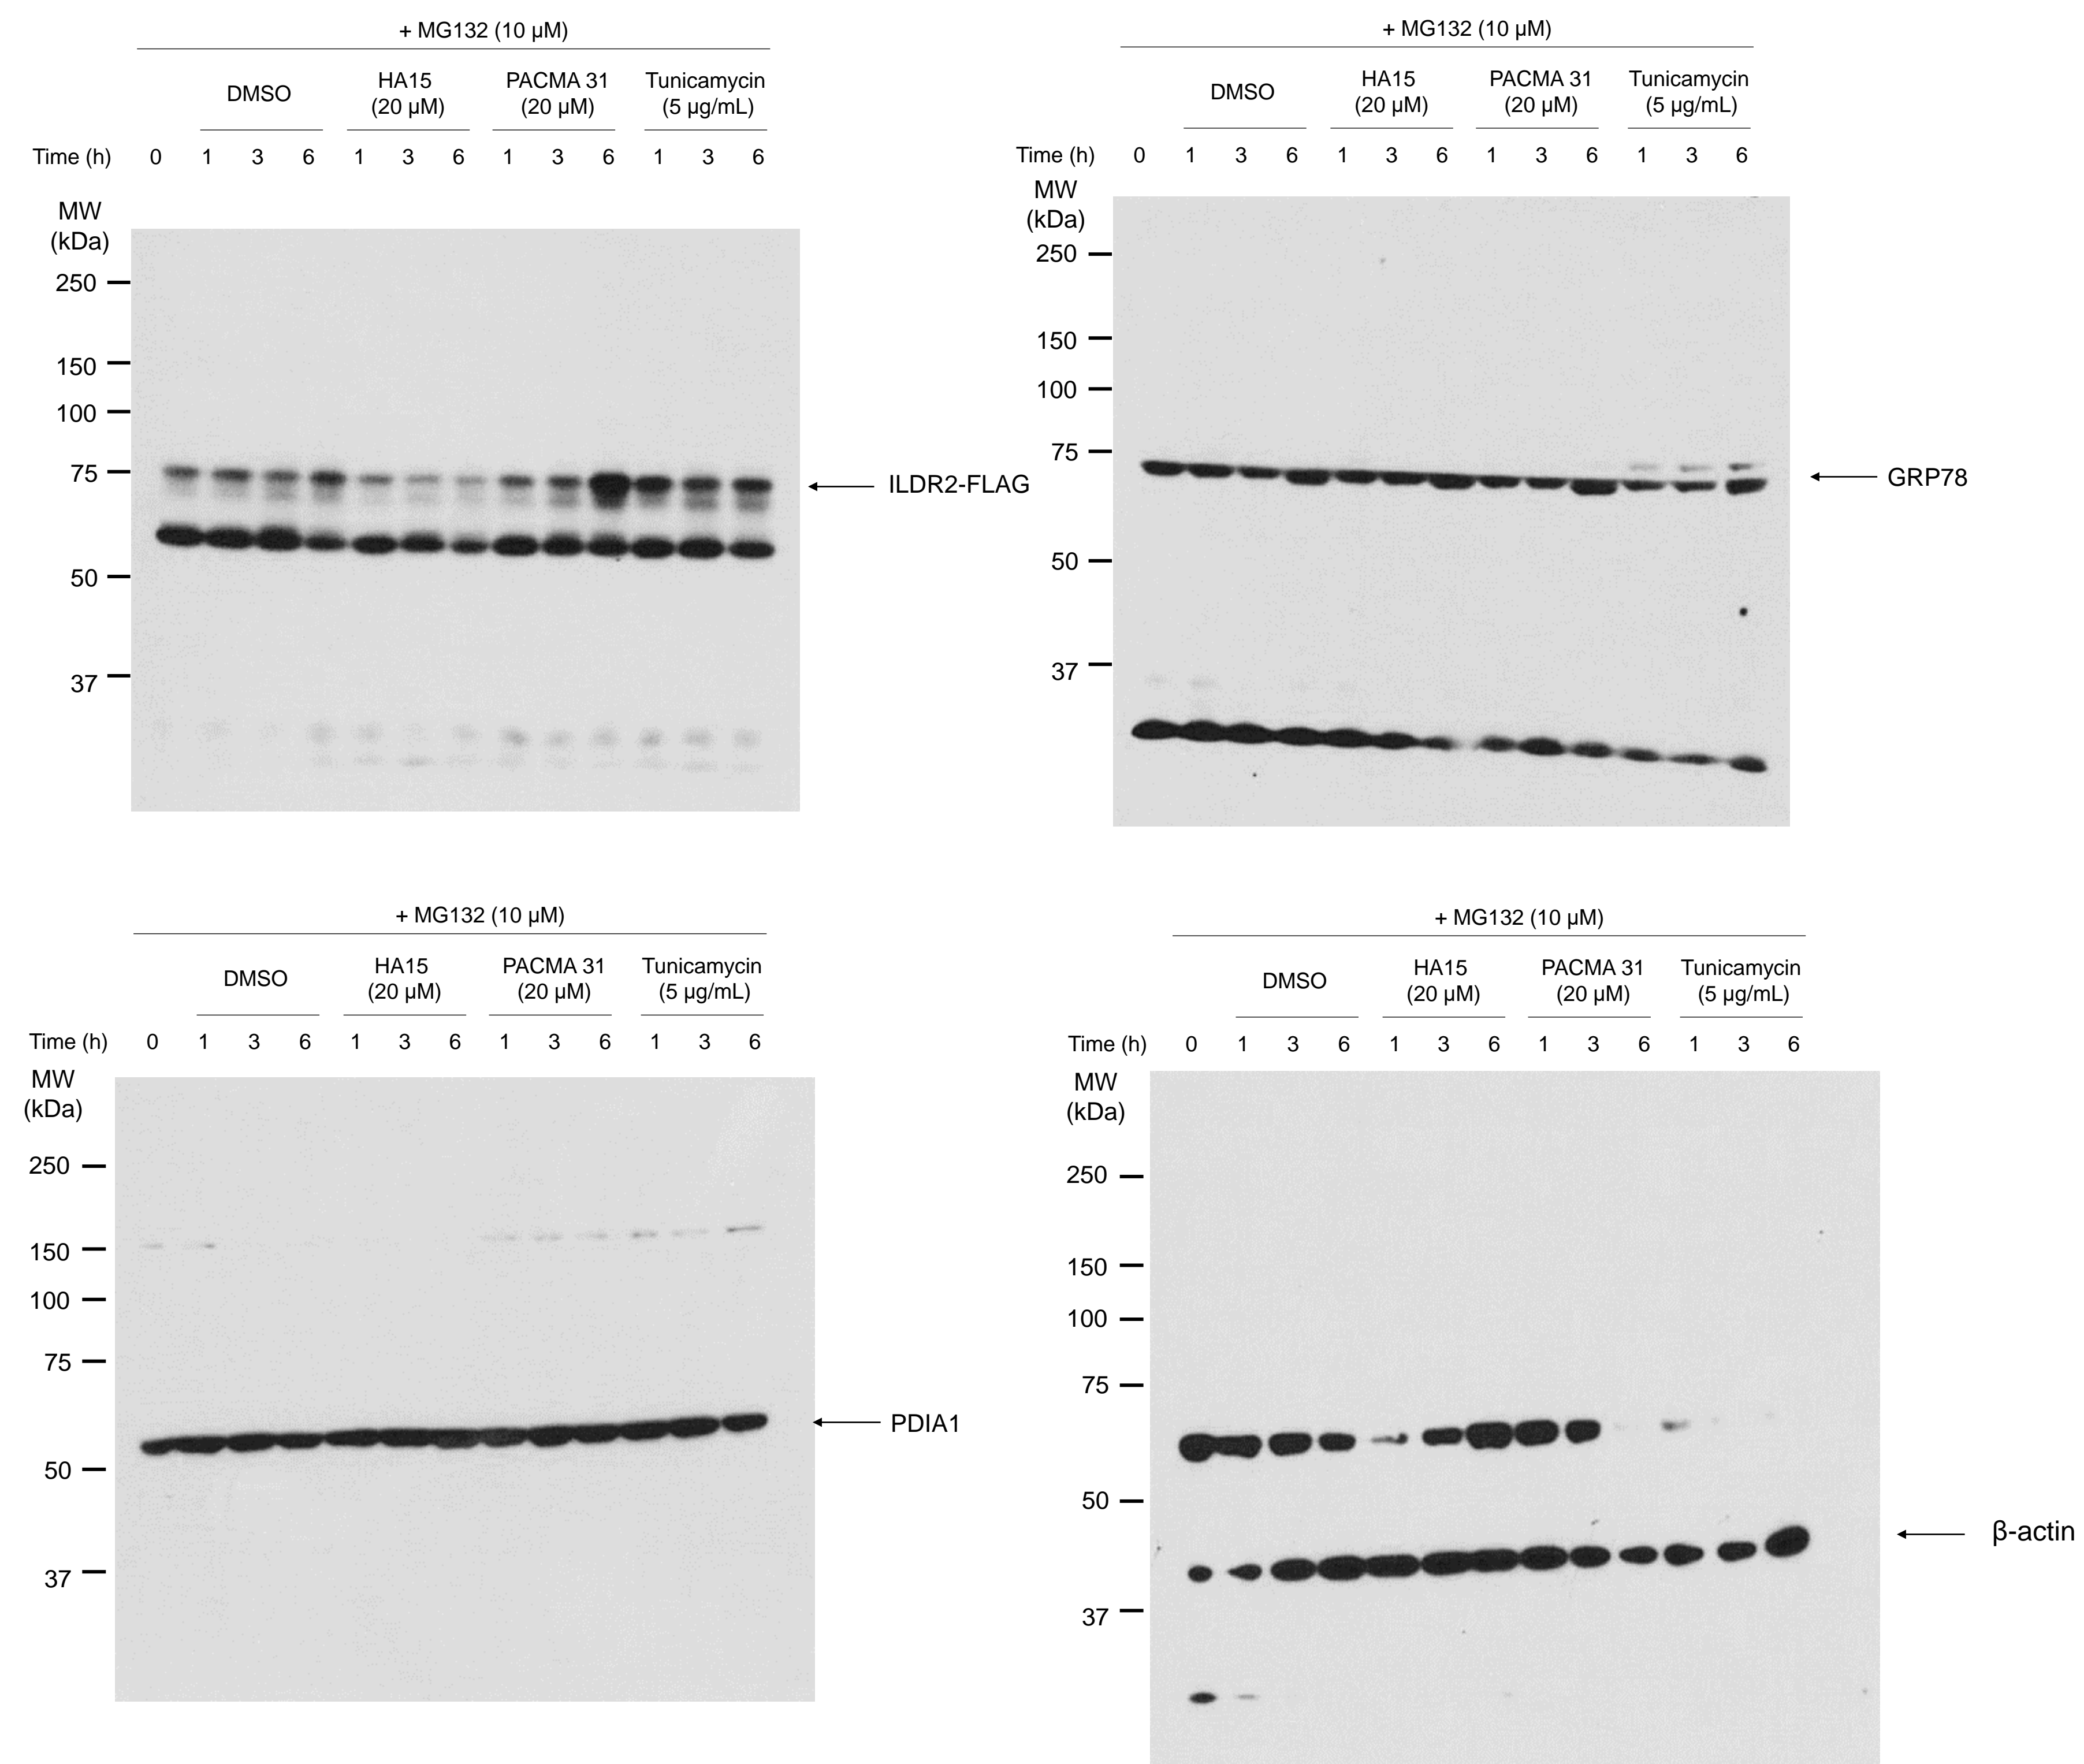 + MG132 (10 µM)
DMSO
HA15
(20 µM)
PACMA 31
(20 µM)
Tunicamycin
(5 µg/mL)
Time (h) 0 1 3 6 1 3 6 1 3 6 1 3 6
MW
(kDa)
250
150
100
75
50
37
ILDR2-FLAG
+ MG132 (10 µM)
DMSO
HA15
(20 µM)
PACMA 31
(20 µM)
Tunicamycin
(5 µg/mL)
Time (h) 0 1 3 6 1 3 6 1 3 6 1 3 6
MW
(kDa)
250
150
100
75
50
37
GRP78
+ MG132 (10 µM)
DMSO
HA15
(20 µM)
PACMA 31
(20 µM)
Tunicamycin
(5 µg/mL)
Time (h) 0 1 3 6 1 3 6 1 3 6 1 3 6
MW
(kDa)
250
150
100
75
50
37
PDIA1
+ MG132 (10 µM)
DMSO
HA15
(20 µM)
PACMA 31
(20 µM)
Tunicamycin
(5 µg/mL)
Time (h) 0 1 3 6 1 3 6 1 3 6 1 3 6
MW
(kDa)
250
150
100
75
50
37
β-actin